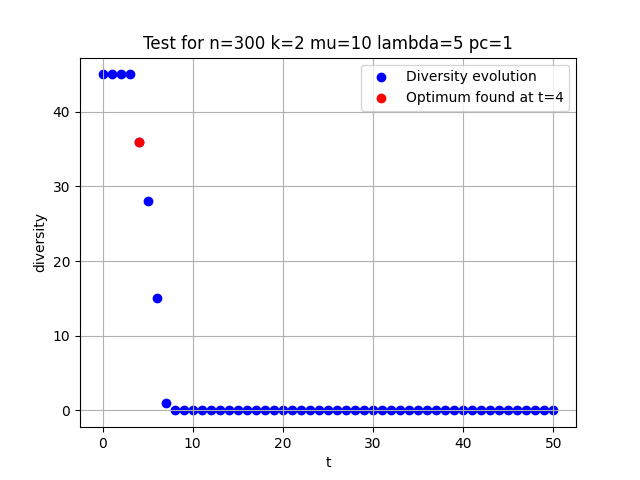 Test for n=300 k=2 mu=10 lambda=5 pc=1
Diversity evolution
Optimum found at t=4
diversity
40
30
20
10
0
0 10 20 30 40 50
t